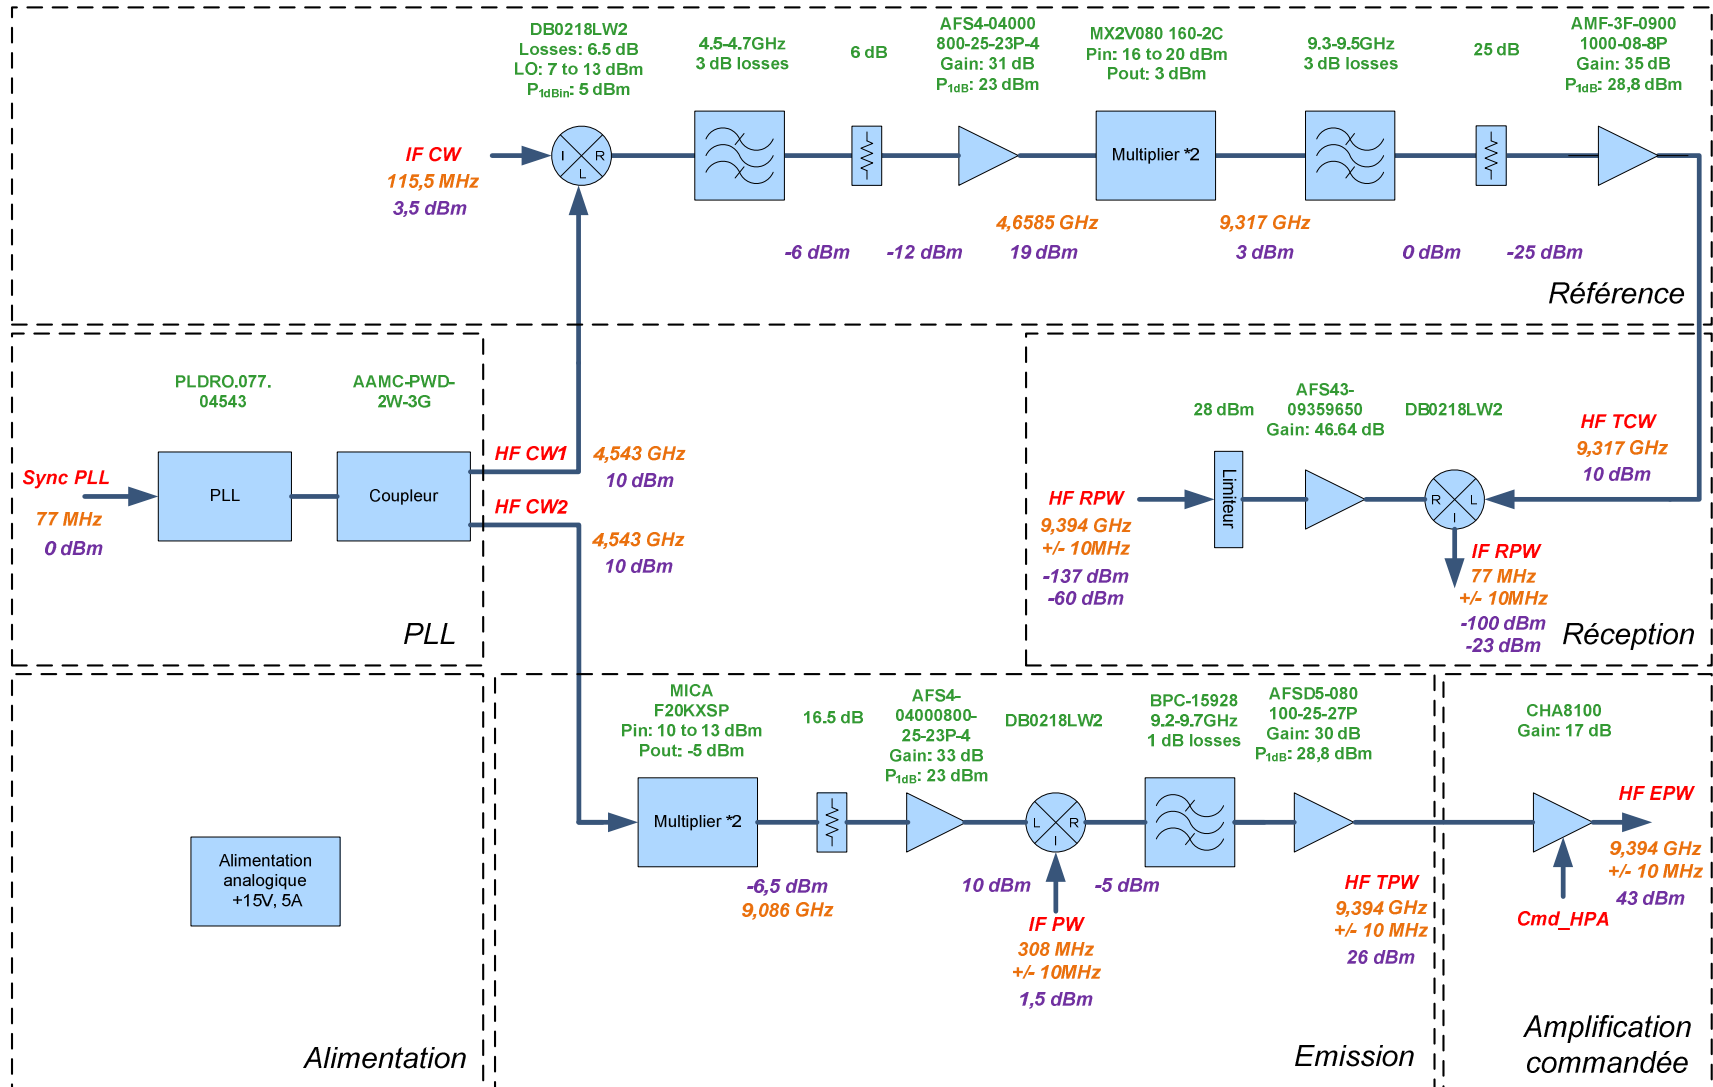 DB0218LW2
Losses: 6.5 dB
LO: 7 to 13 dBm
P1dBin: 5 dBm
4.5-4.7GHz
3 dB losses
6 dB
AFS4-04000
800-25-23P-4
Gain: 31 dB
P1dB: 23 dBm
MX2V080 160-2C
Pin: 16 to 20 dBm
Pout: 3 dBm
9.3-9.5GHz
3 dB losses
25 dB
AMF-3F-0900
1000-08-8P
Gain: 35 dB
P1dB: 28,8 dBm
IF CW
115,5 MHz
3,5 dBm
I
R
L
Multiplier *2
-6 dBm
-12 dBm
4,6585 GHz
19 dBm
9,317 GHz
3 dBm
0 dBm
-25 dBm
Référence
PLDRO.077.
04543
AAMC-PWD-
2W-3G
Sync PLL
77 MHz
0 dBm
PLL
Coupleur
HF CW1
4,543 GHz
10 dBm
HF CW2
4,543 GHz
10 dBm
PLL
28 dBm
AFS43-
09359650
Gain: 46.64 dB
DB0218LW2
HF TCW
9,317 GHz
10 dBm
HF RPW
9,394 GHz
+/- 10MHz
-137 dBm
-60 dBm
Limiteur
R
L
I
IF RPW
77 MHz
+/- 10MHz
-100 dBm
-23 dBm
Réception
Alimentation
analogique
+15V, 5A
Alimentation
MICA
F20KXSP
Pin: 10 to 13 dBm
Pout: -5 dBm
16.5 dB
AFS4-
04000800-
25-23P-4
Gain: 33 dB
P1dB: 23 dBm
DB0218LW2
BPC-15928
9.2-9.7GHz
1 dB losses
AFSD5-080
100-25-27P
Gain: 30 dB
P1dB: 28,8 dBm
Multiplier *2
L
R
I
-6,5 dBm
9,086 GHz
10 dBm
-5 dBm
IF PW
308 MHz
+/- 10MHz
1,5 dBm
HF TPW
9,394 GHz
+/- 10 MHz
26 dBm
Emission
CHA8100
Gain: 17 dB
HF EPW
9,394 GHz
+/- 10 MHz
43 dBm
Cmd_HPA
Amplification
commandée